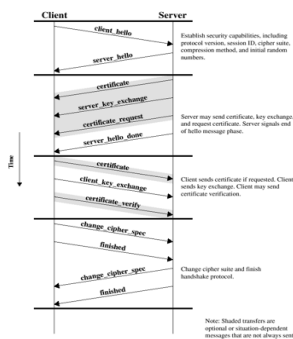 Client Server
client_hello
server_hello
Establish security capabilities, including
protocol version, session ID, cipher suite,
compression method, and initial random
numbers.
certificate
server_key_exchange
certificate_request
server_hello_done
Server may send certificate, key exchange,
and request certificate. Server signals end
of hello message phase.
Time
certificate
client_key_exchange
certificate_verify
Client sends certificate if requested. Client
sends key exchange. Client may send
certificate verification.
change_cipher_spec
finished
change_cipher_spec
finished
Change cipher suite and finish
handshake protocol.
Note: Shaded transfers are
optional or situation-dependent
messages that are not always sent